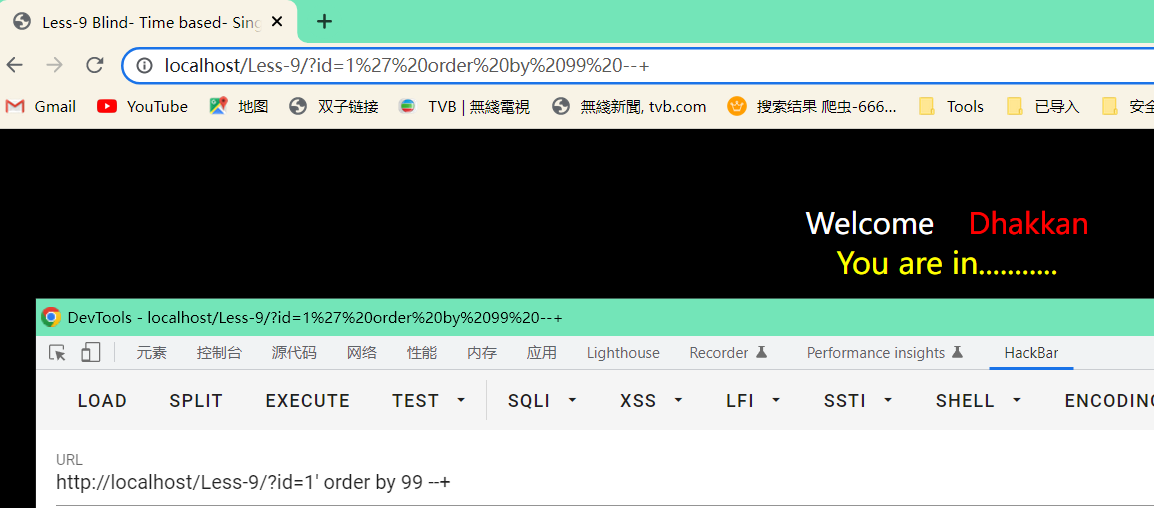 Less-9 Blind- Time based- Sing
localhost/Less-9/?id=1%27%20order%20by%2099%20--+
Gmail YouTube 地图 双子链接 TVB | 無綫電視 無綫新聞, tvb.com 搜索结果 爬虫-666... Tools 已导入 安全
Welcome Dhakkan
You are in...........
DevTools - localhost/Less-9/?id=1%27%20order%20by%2099%20--+
元素 控制台 源代码 网络 性能 内存 应用 Lighthouse Recorder Performance insights HackBar
LOAD SPLIT EXECUTE TEST SQLI XSS LFI SSTI SHELL ENCODING
URL
http://localhost/Less-9/?id=1' order by 99 --+